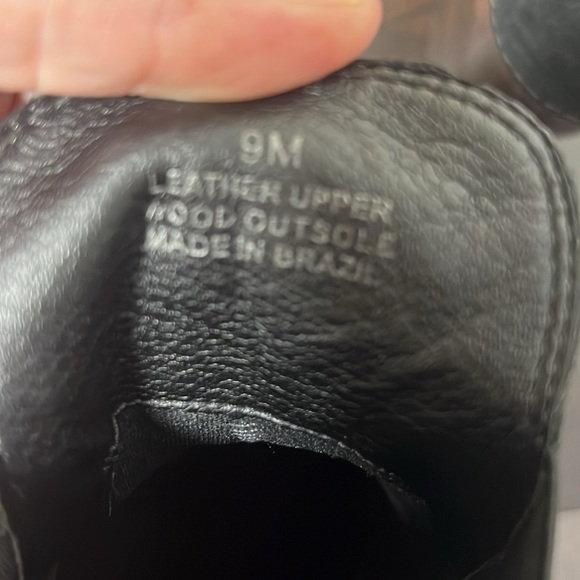 9M
LEATHER UPPER
WOOD OUTSOLE
MADE IN BRAZIL